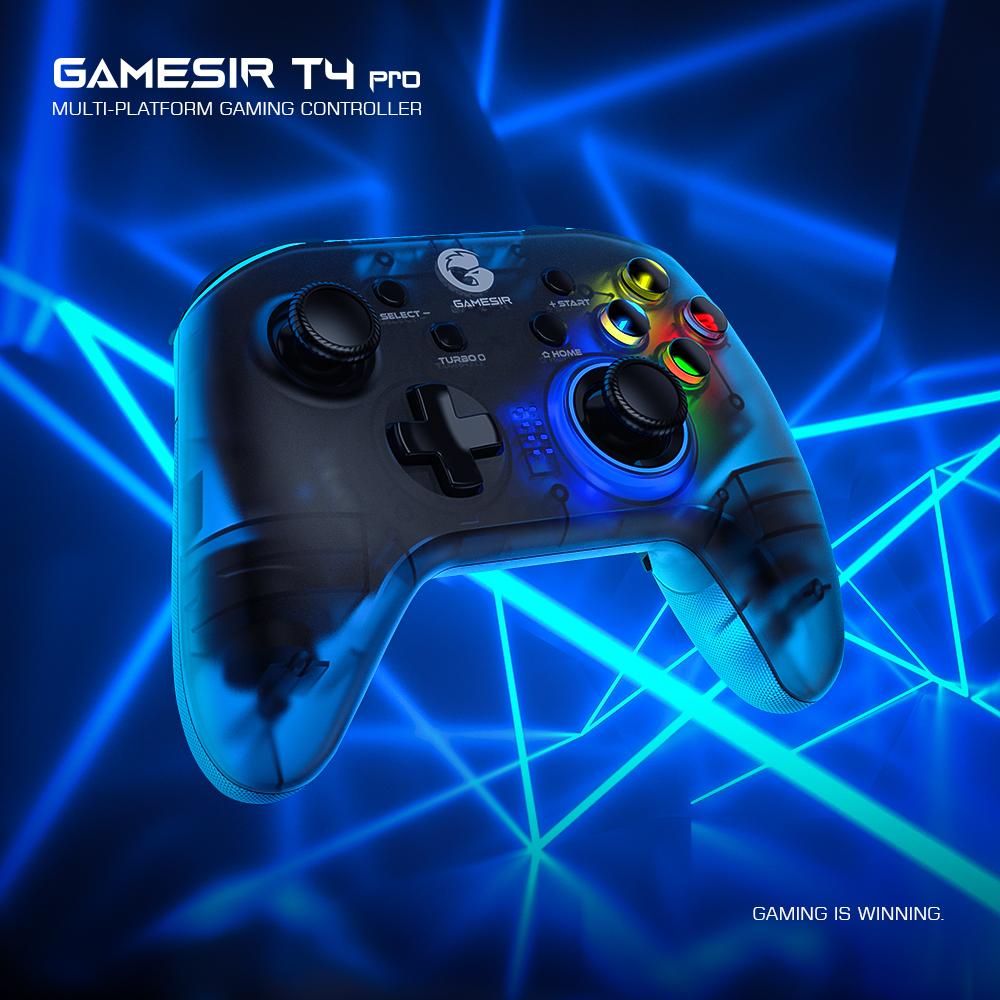 GAMESIR T4 PRO
MULTI-PLATFORM GAMING CONTROLLER
GAMESIR
SELECT –
+ START
TURBO
HOME
GAMING IS WINNING.